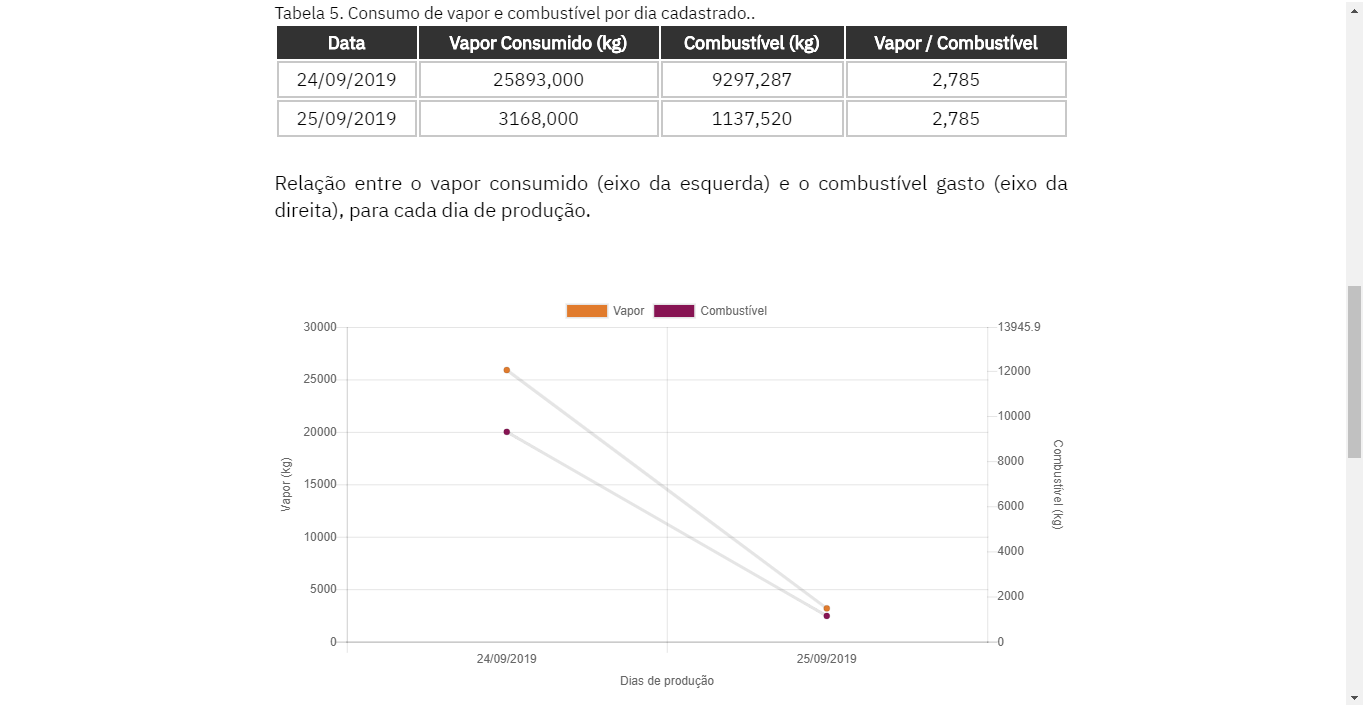 Tabela 5. Consumo de vapor e combustível por dia cadastrado..
Data Vapor Consumido (kg) Combustível (kg) Vapor / Combustível
24/09/2019 25893,000 9297,287 2,785
25/09/2019 3168,000 1137,520 2,785
Relação entre o vapor consumido (eixo da esquerda) e o combustível gasto (eixo da
direita), para cada dia de produção.
Vapor Combustível
30000 13945.9
25000 12000
20000 10000
15000 8000
10000 6000
5000 4000
0 2000
0
Vapor (kg)
Combustível (kg)
24/09/2019 25/09/2019
Dias de produção